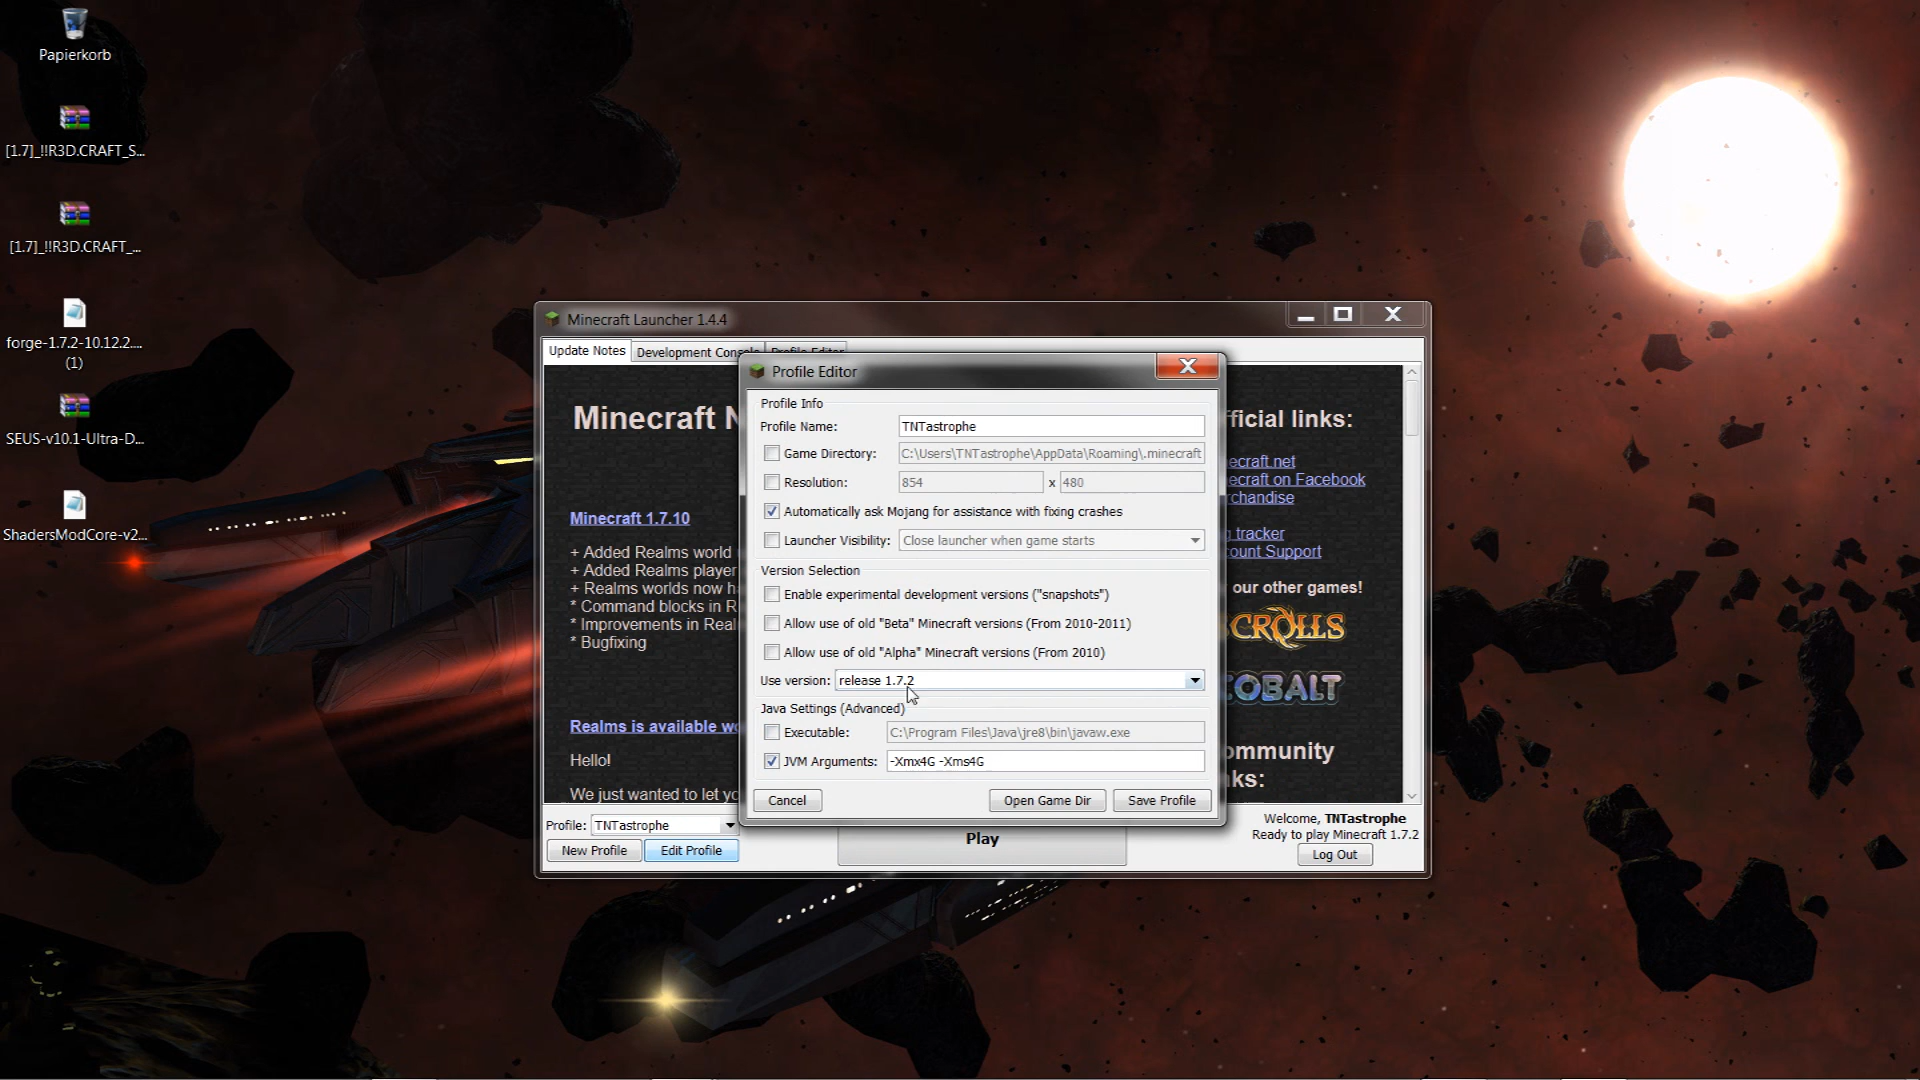 Papierkorb
[1.7]_!!R3D.CRAFT_S...
[1.7]_!!R3D.CRAFT_...
forge-1.7.2-10.12.2....
(1)
SEUS-v10.1-Ultra-D...
ShadersModCore-v2...
Minecraft Launcher 1.4.4
Update Notes
Development Console
Profile Editor
Minecraft N
Minecraft 1.7.10
+ Added Realms world
+ Added Realms player
+ Realms worlds now h
* Command blocks in R
* Improvements in Real
* Bugfixing
Realms is available wo
Hello!
We just wanted to let yo
Profile Editor
Profile Info
Profile Name: TNTastrophe
Game Directory: C:\Users\TNTastrophe\AppData\Roaming\.minecraft
Resolution: 854 x 480
Automatically ask Mojang for assistance with fixing crashes
Launcher Visibility: Close launcher when game starts
Version Selection
Enable experimental development versions ("snapshots")
Allow use of old "Beta" Minecraft versions (From 2010-2011)
Allow use of old "Alpha" Minecraft versions (From 2010)
Use version: release 1.7.2
Java Settings (Advanced)
Executable: C:\Program Files\Java\jre8\bin\javaw.exe
JVM Arguments: -Xmx4G -Xms4G
Cancel
Open Game Dir
Save Profile
ficial links:
ecraft.net
ecraft on Facebook
rchandise
g tracker
ount Support
our other games!
SCROLLS
COBALT
ommunity
ks:
Profile: TNTastrophe
New Profile
Edit Profile
Play
Welcome, TNTastrophe
Ready to play Minecraft 1.7.2
Log Out